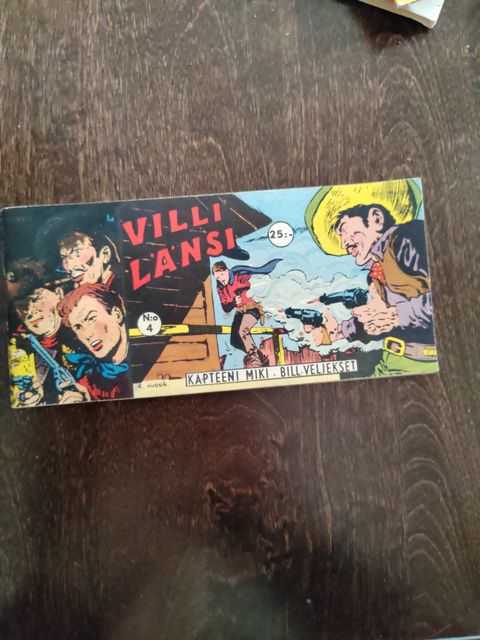 VILLI
LÄNSI
25:-
N:o
4
4. vuosik.
KAPTEENI MIKI - BILL-VELJEKSET